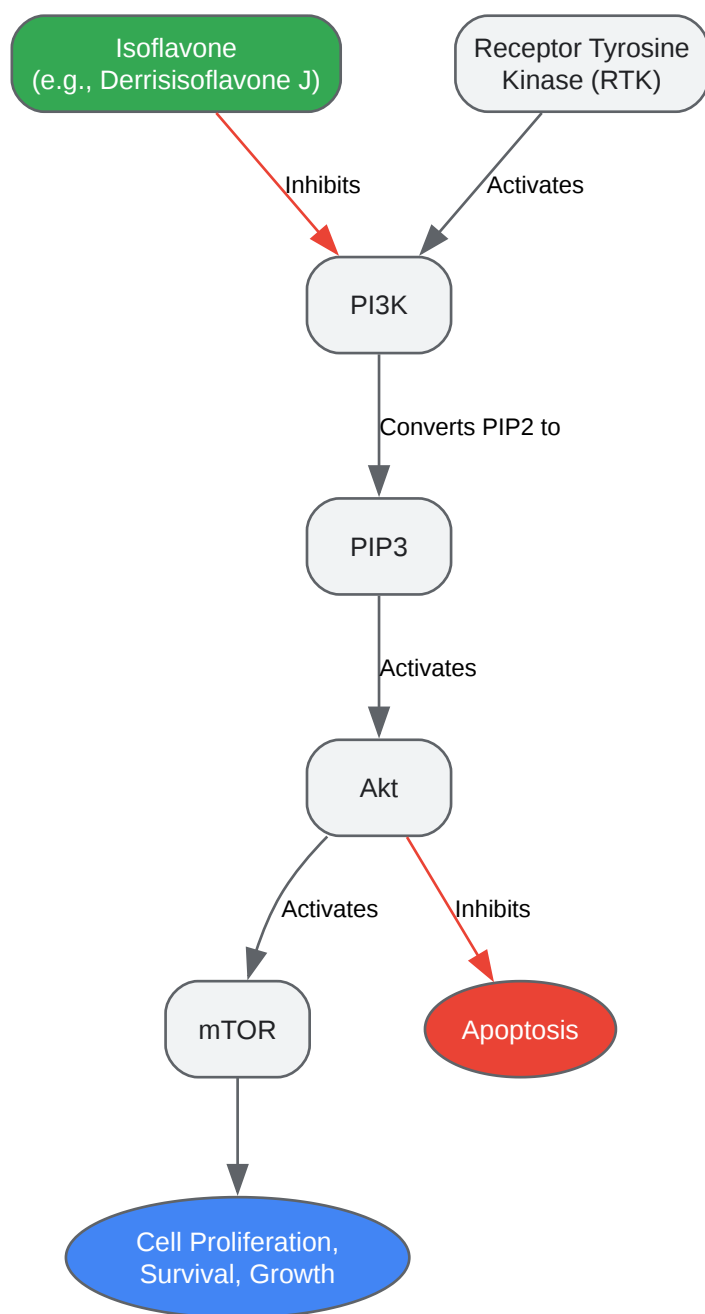 Isoflavone
(e.g., Derrisisoflavone J)
Receptor Tyrosine
Kinase (RTK)
Inhibits
Activates
PI3K
Converts PIP2 to
PIP3
Activates
Akt
Activates
Inhibits
mTOR
Apoptosis
Cell Proliferation,
Survival, Growth